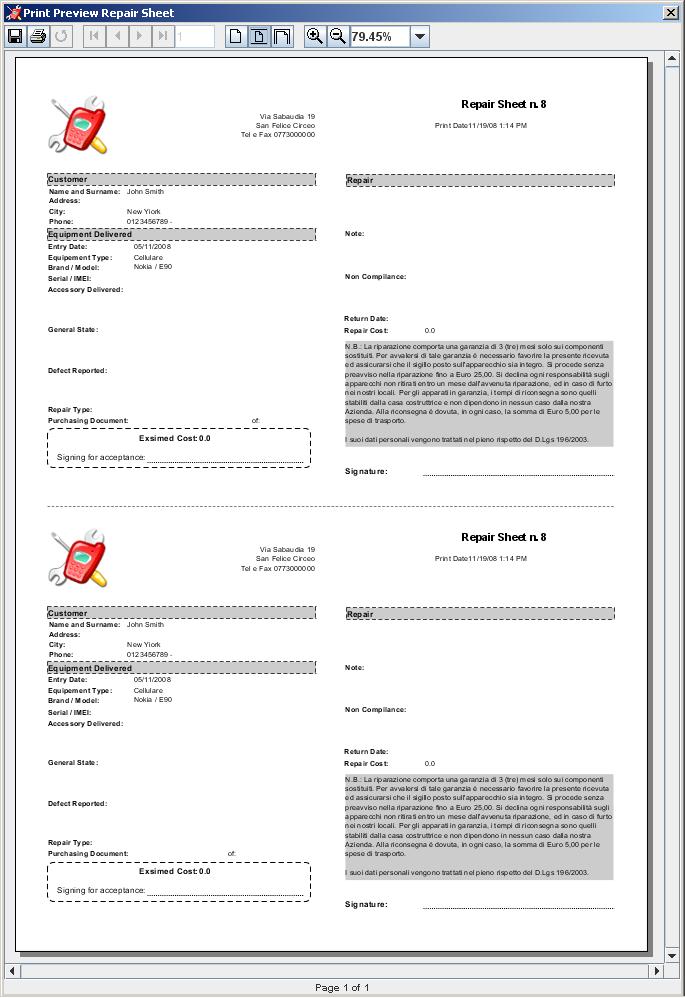 Print Preview Repair Sheet
1
79.45%
Repair Sheet n. 8
Via Sabaudia 19
San Felice Circeo
Tel e Fax 0773000000
Print Date11/19/08 1:14 PM
Customer
Name and Surname: John Smith
Address:
City: New Yiork
Phone: 0123456789 -
Equipment Delivered
Entry Date: 05/11/2008
Equipement Type: Cellulare
Brand / Model: Nokia / E90
Serial / IMEI:
Accessory Delivered:
General State:
Defect Reported:
Repair Type:
Purchasing Document: of:
Exsimed Cost:0.0
Signing for acceptance:
Repair
Note:
Non Compliance:
Return Date:
Repair Cost: 0.0
N.B.: La riparazione comporta una garanzia di 3 (tre) mesi solo sui componenti
sostituiti. Per avvalersi di tale garanzia é necessario favorire la presente ricevuta
ed assicurarsi che il sigillo posto sull'apparecchio sia integro. Si procede senza
preavviso nella riparazione fino a Euro 25,00. Si declina ogni responsabilità sugli
apparecchi non ritirati entro un mese dall'avvenuta riparazione, ed in caso di furto
nei nostri locali. Per gli apparati in garanzia, i tempi di riconsegna sono quelli
stabiliti dalla casa costruttrice e non dipendono in nessun caso dalla nostra
Azienda. Alla riconsegna è dovuta, in ogni caso, la somma di Euro 5,00 per le
spese di trasporto.
I suoi dati personali vengono trattati nel pieno rispetto del D.Lgs 196/2003.
Signature:
Repair Sheet n. 8
Via Sabaudia 19
San Felice Circeo
Tel e Fax 0773000000
Print Date11/19/08 1:14 PM
Customer
Name and Surname: John Smith
Address:
City: New Yiork
Phone: 0123456789 -
Equipment Delivered
Entry Date: 05/11/2008
Equipement Type: Cellulare
Brand / Model: Nokia / E90
Serial / IMEI:
Accessory Delivered:
General State:
Defect Reported:
Repair Type:
Purchasing Document: of:
Exsimed Cost:0.0
Signing for acceptance:
Repair
Note:
Non Compliance:
Return Date:
Repair Cost: 0.0
N.B.: La riparazione comporta una garanzia di 3 (tre) mesi solo sui componenti
sostituiti. Per avvalersi di tale garanzia é necessario favorire la presente ricevuta
ed assicurarsi che il sigillo posto sull'apparecchio sia integro. Si procede senza
preavviso nella riparazione fino a Euro 25,00. Si declina ogni responsabilità sugli
apparecchi non ritirati entro un mese dall'avvenuta riparazione, ed in caso di furto
nei nostri locali. Per gli apparati in garanzia, i tempi di riconsegna sono quelli
stabiliti dalla casa costruttrice e non dipendono in nessun caso dalla nostra
Azienda. Alla riconsegna è dovuta, in ogni caso, la somma di Euro 5,00 per le
spese di trasporto.
I suoi dati personali vengono trattati nel pieno rispetto del D.Lgs 196/2003.
Signature:
Page 1 of 1